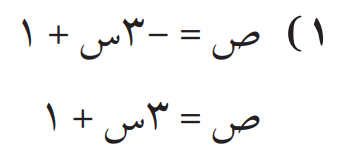 ١) ص = −٣س + ١
ص = ٣س + ١